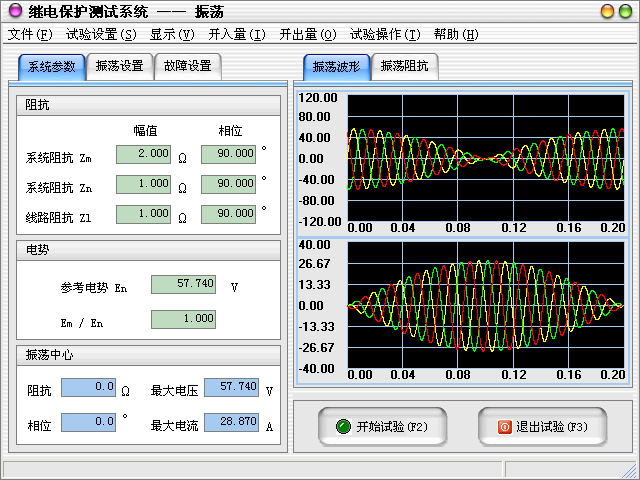 继电保护测试系统 —— 振荡
文件(F) 试验设置(S) 显示(V) 开入量(I) 开出量(O) 试验操作(T) 帮助(H)
系统参数 振荡设置 故障设置
阻抗
幅值 相位
系统阻抗 Zm 2.000 Ω 90.000 °
系统阻抗 Zn 1.000 Ω 90.000 °
线路阻抗 Zl 1.000 Ω 90.000 °
电势
参考电势 En 57.740 V
Em / En 1.000
振荡中心
阻抗 0.0 Ω 最大电压 57.740 V
相位 0.0 ° 最大电流 28.870 A
振荡波形 振荡阻抗
120.00
80.00
40.00
0.00
-40.00
-80.00
-120.00
0.00 0.04 0.08 0.12 0.16 0.20
40.00
26.67
13.33
0.00
-13.33
-26.67
-40.00
0.00 0.04 0.08 0.12 0.16 0.20
开始试验(F2) 退出试验(F3)